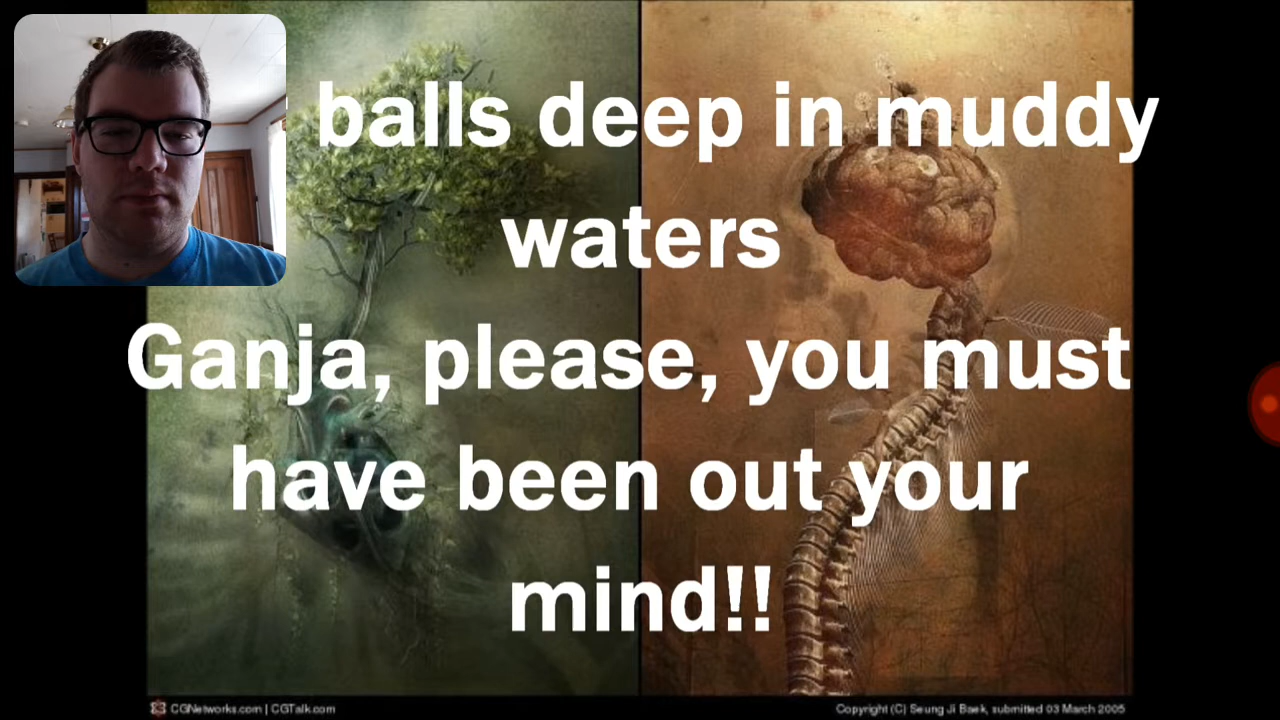 balls deep in muddy
waters
Ganja, please, you must
have been out your
mind!!
CGNetworks.com | CGTalk.com
Copyright (C) Seung Ji Baek, submitted 03 March 2005